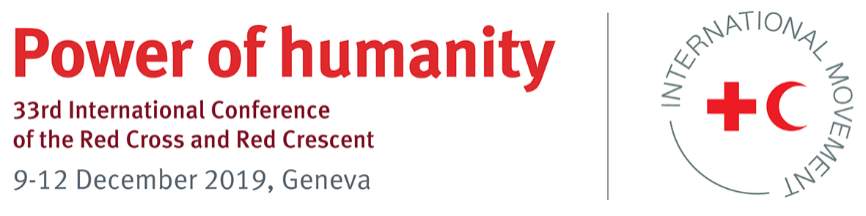 Power of humanity
33rd International Conference
of the Red Cross and Red Crescent
9-12 December 2019, Geneva
INTERNATIONAL MOVEMENT